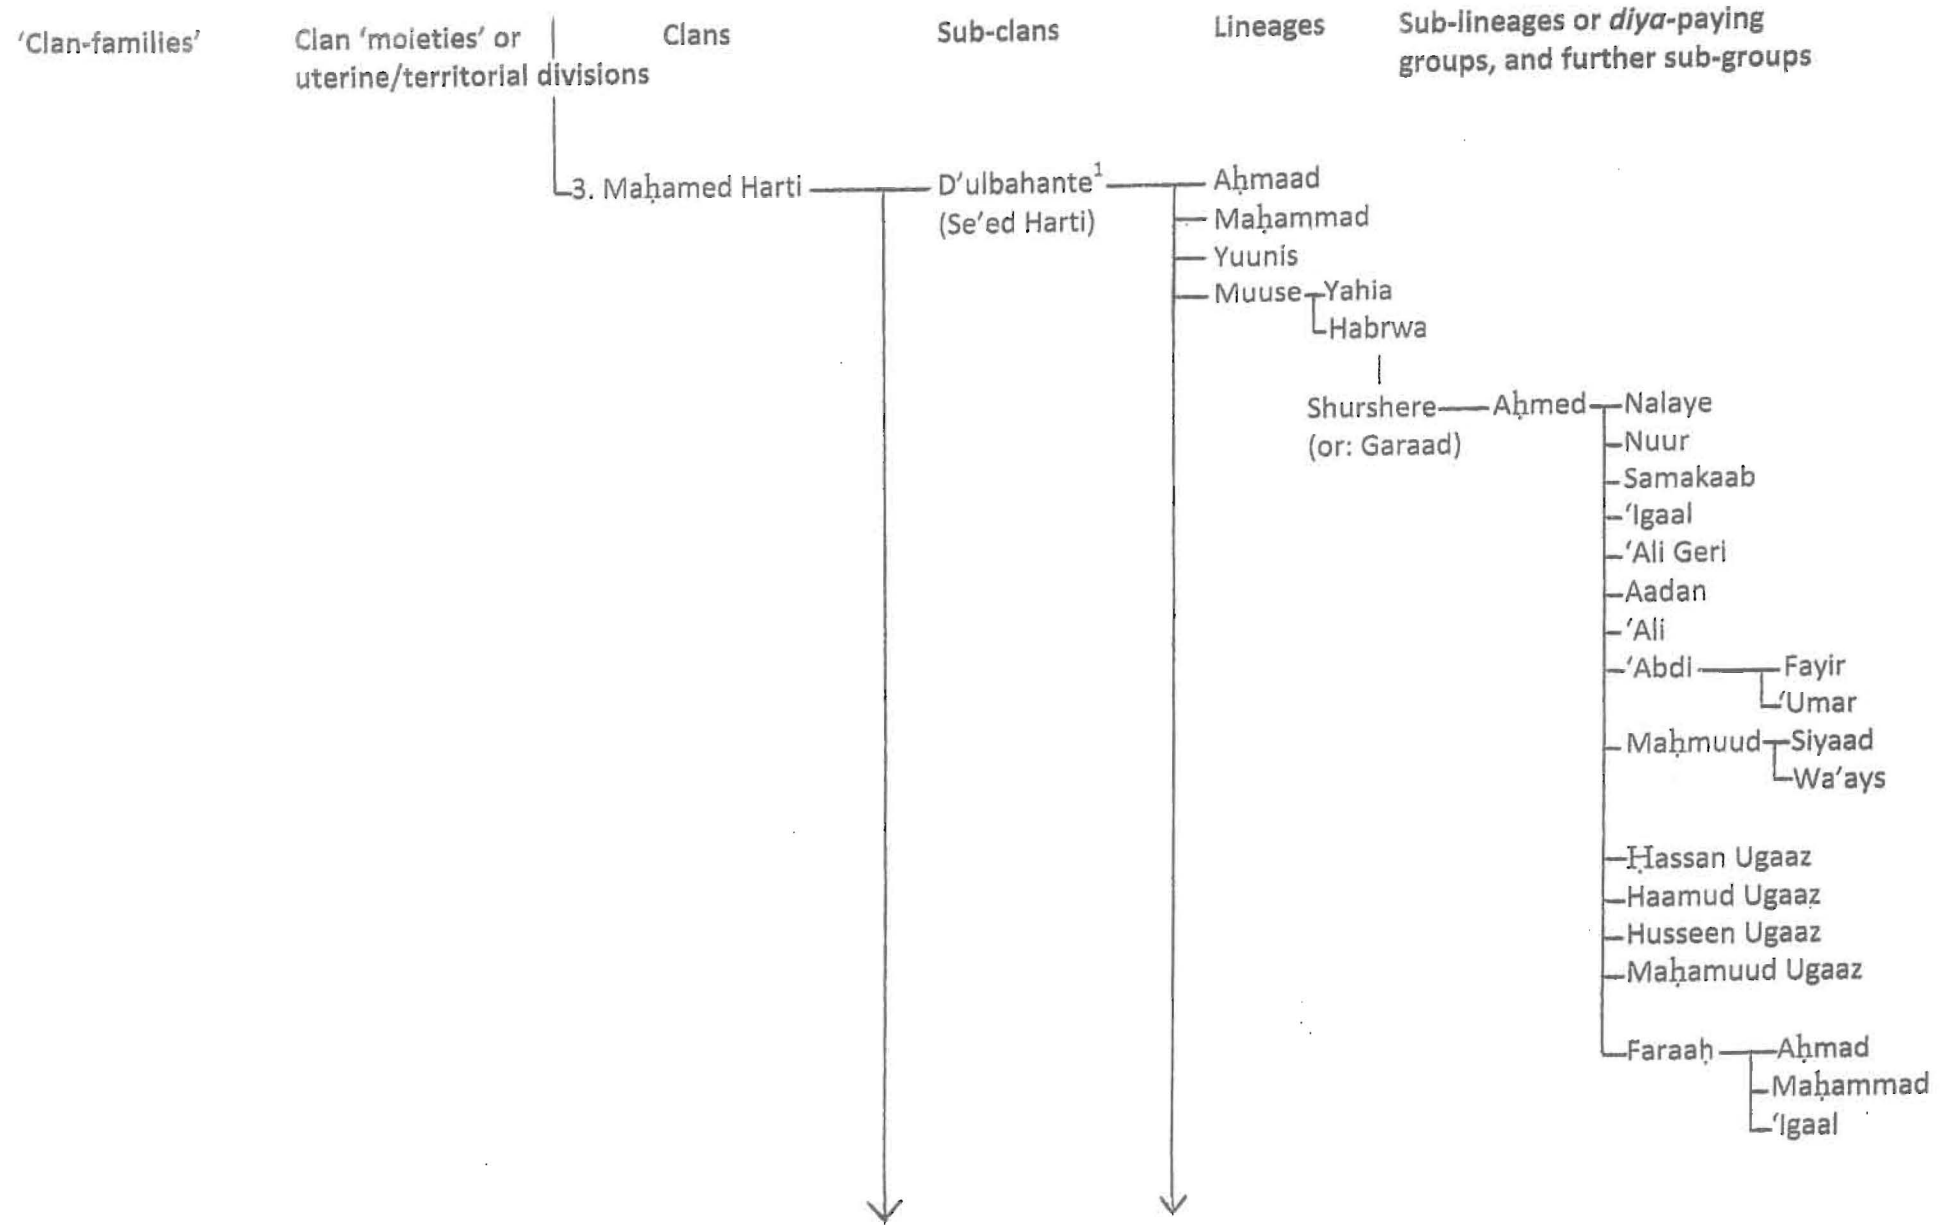 'Clan-families'
Clan 'moieties' or
uterine/territorial divisions
Clans
Sub-clans
Lineages
Sub-lineages or diya-paying
groups, and further sub-groups
3. Maḥamed Harti
D'ulbahante¹
(Se'ed Harti)
Aḥmaad
Maḥammad
Yuunis
Muuse
Yahia
Habrwa
Shurshere
(or: Garaad)
Aḥmed
Nalaye
Nuur
Samakaab
'Igaal
'Ali Geri
Aadan
'Ali
'Abdi
Fayir
'Umar
Maḥmuud
Siyaad
Wa'ays
Ḥassan Ugaaz
Haamud Ugaaz
Husseen Ugaaz
Maḥamuud Ugaaz
Faraaḥ
Aḥmad
Maḥammad
'Igaal